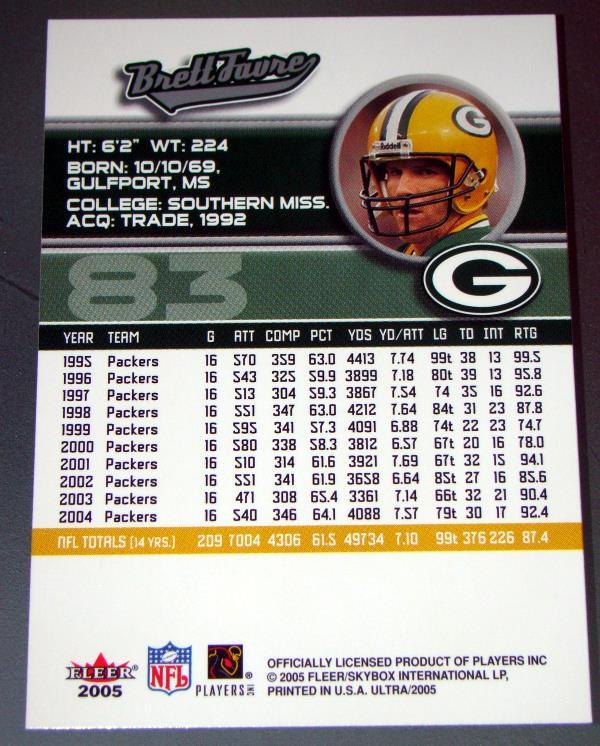 Brett Favre
HT: 6'2" WT: 224
BORN: 10/10/69,
GULFPORT, MS
COLLEGE: SOUTHERN MISS.
ACQ: TRADE, 1992
Riddell
G
G
83
YEAR TEAM G ATT COMP PCT YDS YD/ATT LG TD INT RTG
1995 Packers 16 570 359 63.0 4413 7.74 99t 38 13 99.5
1996 Packers 16 543 325 59.9 3899 7.18 80t 39 13 95.8
1997 Packers 16 513 304 59.3 3867 7.54 74 35 16 92.6
1998 Packers 16 551 347 63.0 4212 7.64 84t 31 23 87.8
1999 Packers 16 595 341 57.3 4091 6.88 74t 22 23 74.7
2000 Packers 16 580 338 58.3 3812 6.57 67t 20 16 78.0
2001 Packers 16 510 314 61.6 3921 7.69 67t 32 15 94.1
2002 Packers 16 551 341 61.9 3658 6.64 85t 27 16 85.6
2003 Packers 16 471 308 65.4 3361 7.14 66t 32 21 90.4
2004 Packers 16 540 346 64.1 4088 7.57 79t 30 17 92.4
NFL TOTALS (14 YRS.) 209 7004 4306 61.5 49734 7.10 99t 376 226 87.4
FLEER®
2005
NFL
PLAYERS INC
OFFICIALLY LICENSED PRODUCT OF PLAYERS INC
© 2005 FLEER/SKYBOX INTERNATIONAL LP,
PRINTED IN U.S.A. ULTRA/2005